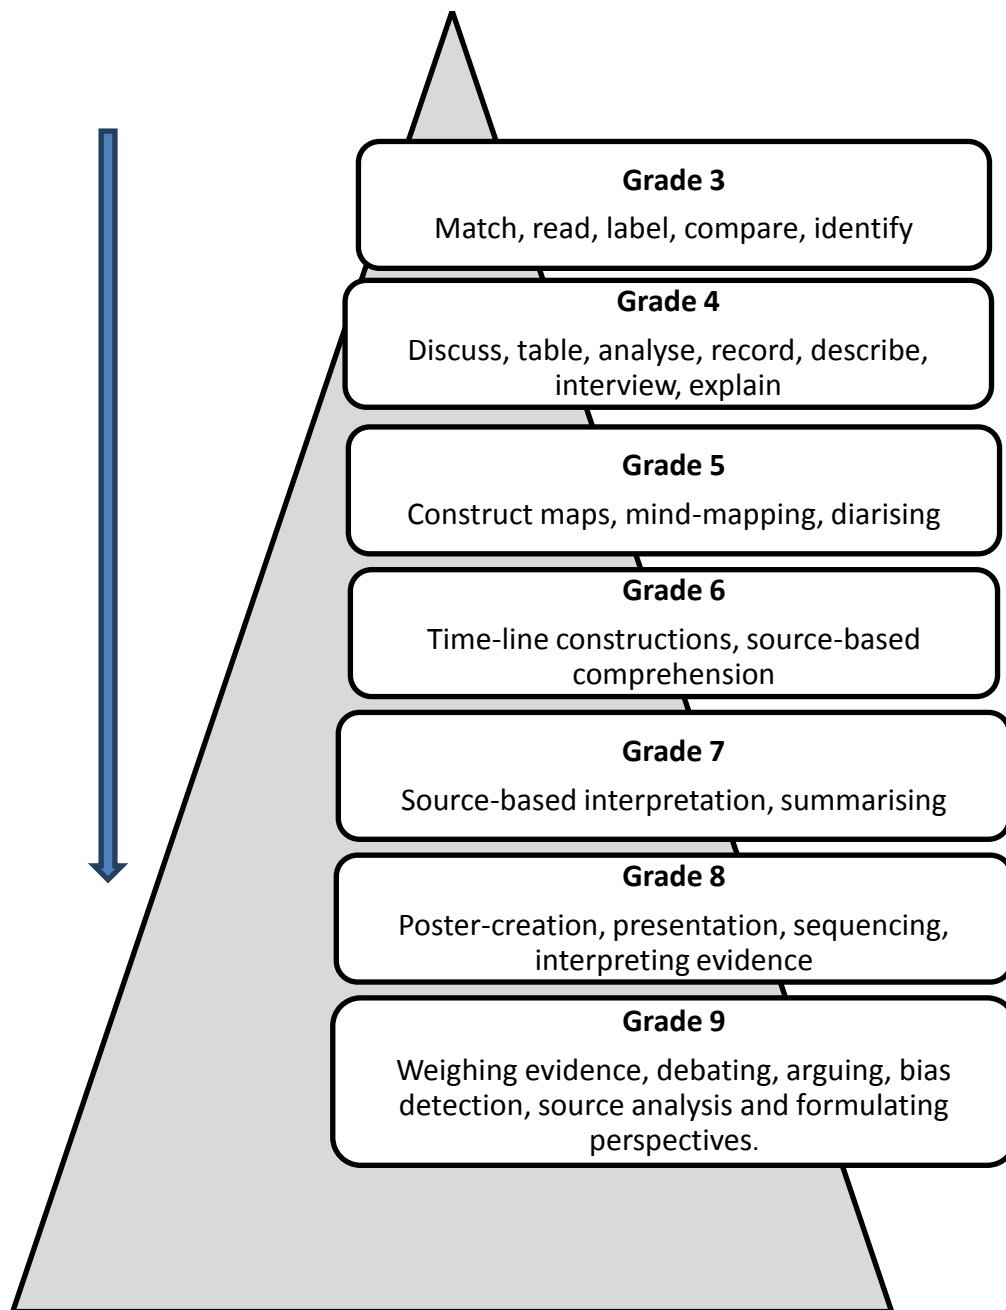 Grade 3
Match, read, label, compare, identify
Grade 4
Discuss, table, analyse, record, describe,
interview, explain
Grade 5
Construct maps, mind-mapping, diarising
Grade 6
Time-line constructions, source-based
comprehension
Grade 7
Source-based interpretation, summarising
Grade 8
Poster-creation, presentation, sequencing,
interpreting evidence
Grade 9
Weighing evidence, debating, arguing, bias
detection, source analysis and formulating
perspectives.